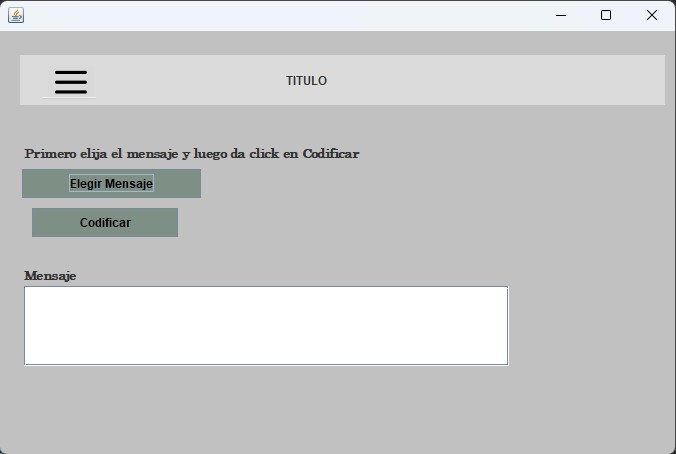 TITULO
Primero elija el mensaje y luego da click en Codificar
Elegir Mensaje
Codificar
Mensaje